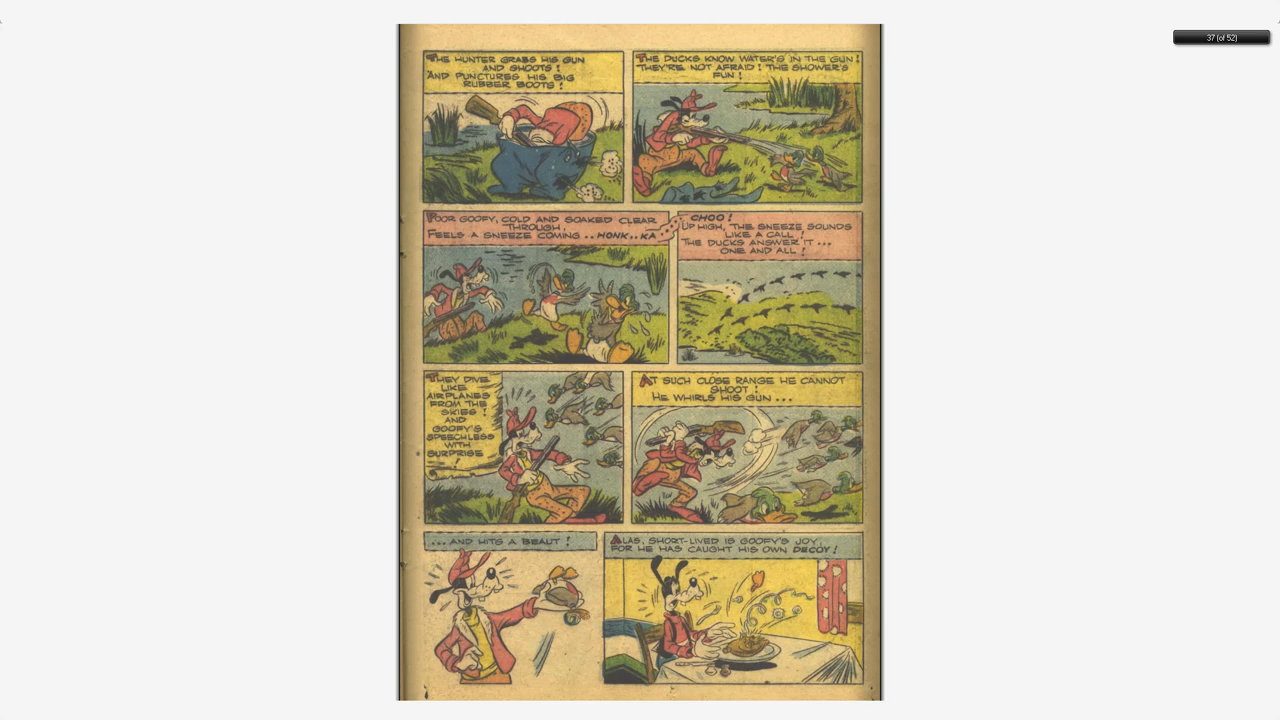 THE HUNTER GRABS HIS GUN
AND SHOOTS!
AND PUNCTURES HIS BIG
RUBBER BOOTS!
THE DUCKS KNOW WATER'S IN THE GUN!
THEY'RE NOT AFRAID! THE SHOWER'S
FUN!
POOR GOOFY, COLD AND SOAKED CLEAR
THROUGH,
FEELS A SNEEZE COMING ..HONK..KA
CHOO!
UP HIGH, THE SNEEZE SOUNDS
LIKE A CALL!
THE DUCKS ANSWER IT ...
ONE AND ALL!
THEY DIVE
LIKE
AIRPLANES
FROM THE
SKIES!
AND
GOOFY'S
SPEECHLESS
WITH
SURPRISE
!
AT SUCH CLOSE RANGE HE CANNOT
SHOOT!
HE WHIRLS HIS GUN ...
...AND HITS A BEAUT!
ALAS, SHORT-LIVED IS GOOFY'S JOY,
FOR HE HAS CAUGHT HIS OWN DECOY!
37 (of 52)